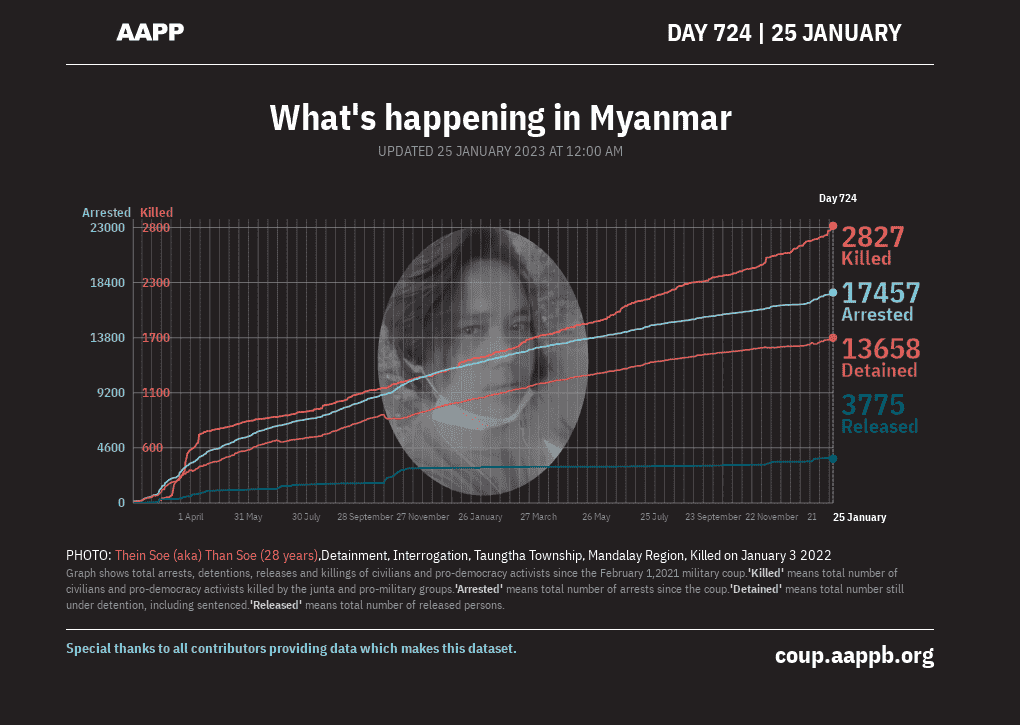 AAPP
DAY 724 | 25 JANUARY
What's happening in Myanmar
UPDATED 25 JANUARY 2023 AT 12:00 AM
Day 724
Arrested Killed
23000 2800
18400 2300
13800 1700
9200 1100
4600 600
0
2827
Killed
17457
Arrested
13658
Detained
3775
Released
1 April 31 May 30 July 28 September 27 November 26 January 27 March 26 May 25 July 23 September 22 November 21 25 January
PHOTO: Thein Soe (aka) Than Soe (28 years),Detainment, Interrogation, Taungtha Township, Mandalay Region, Killed on January 3 2022
Graph shows total arrests, detentions, releases and killings of civilians and pro-democracy activists since the February 1,2021 military coup.'Killed' means total number of
civilians and pro-democracy activists killed by the junta and pro-military groups.'Arrested' means total number of arrests since the coup.'Detained' means total number still
under detention, including sentenced.'Released' means total number of released persons.
Special thanks to all contributors providing data which makes this dataset.
coup.aappb.org